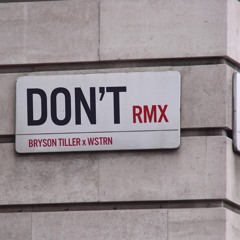 DON'T RMX
BRYSON TILLER x WSTRN